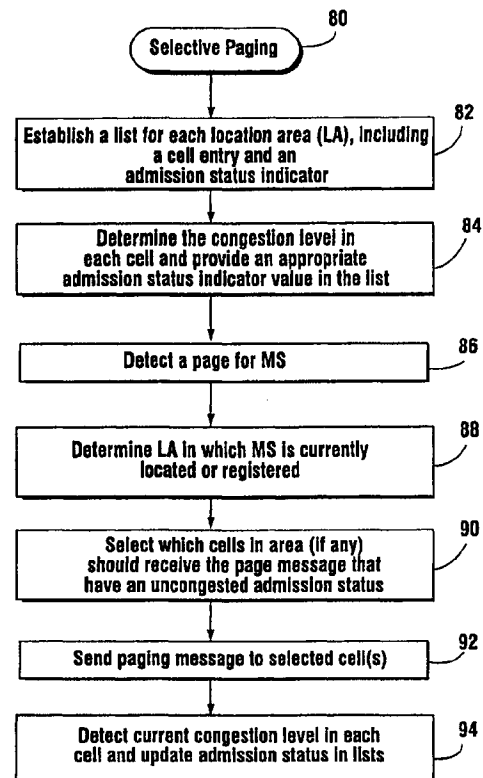 80
Selective Paging
82
Establish a list for each location area (LA), including
a cell entry and an
admission status indicator
84
Determine the congestion level in
each cell and provide an appropriate
admission status indicator value in the list
86
Detect a page for MS
88
Determine LA in which MS is currently
located or registered
90
Select which cells in area (if any)
should receive the page message that
have an uncongested admission status
92
Send paging message to selected cell(s)
94
Detect current congestion level in each
cell and update admission status in lists